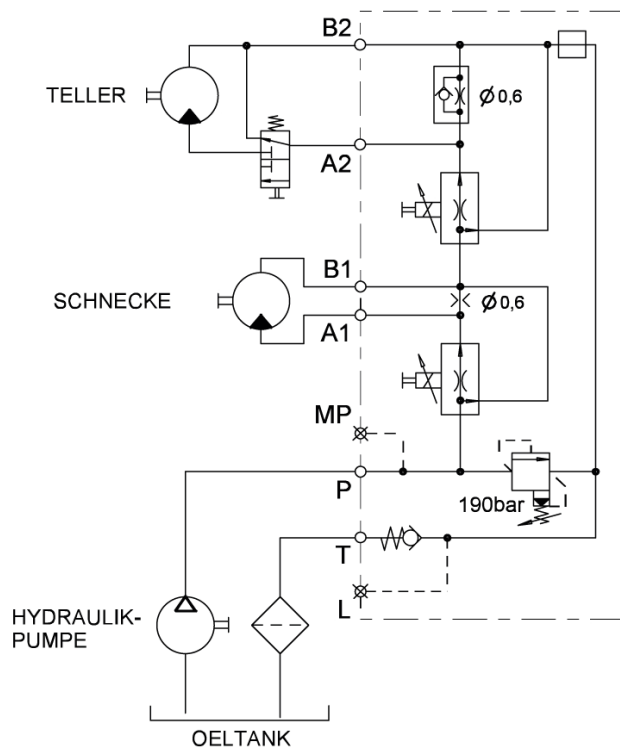 B2
TELLER
Ø0,6
A2
B1
SCHNECKE
Ø0,6
A1
MP
P
190bar
T
L
HYDRAULIK-
PUMPE
OELTANK